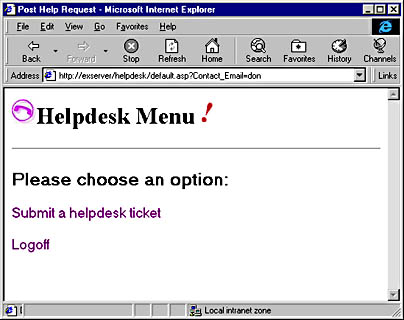 Post Help Request - Microsoft Internet Explorer
File Edit View Go Favorites Help
Back Forward Stop Refresh Home Search Favorites History Channels
Address http://exserver/helpdesk/default.asp?Contact_Email=don Links
Helpdesk Menu !
Please choose an option:
Submit a helpdesk ticket
Logoff
Local intranet zone